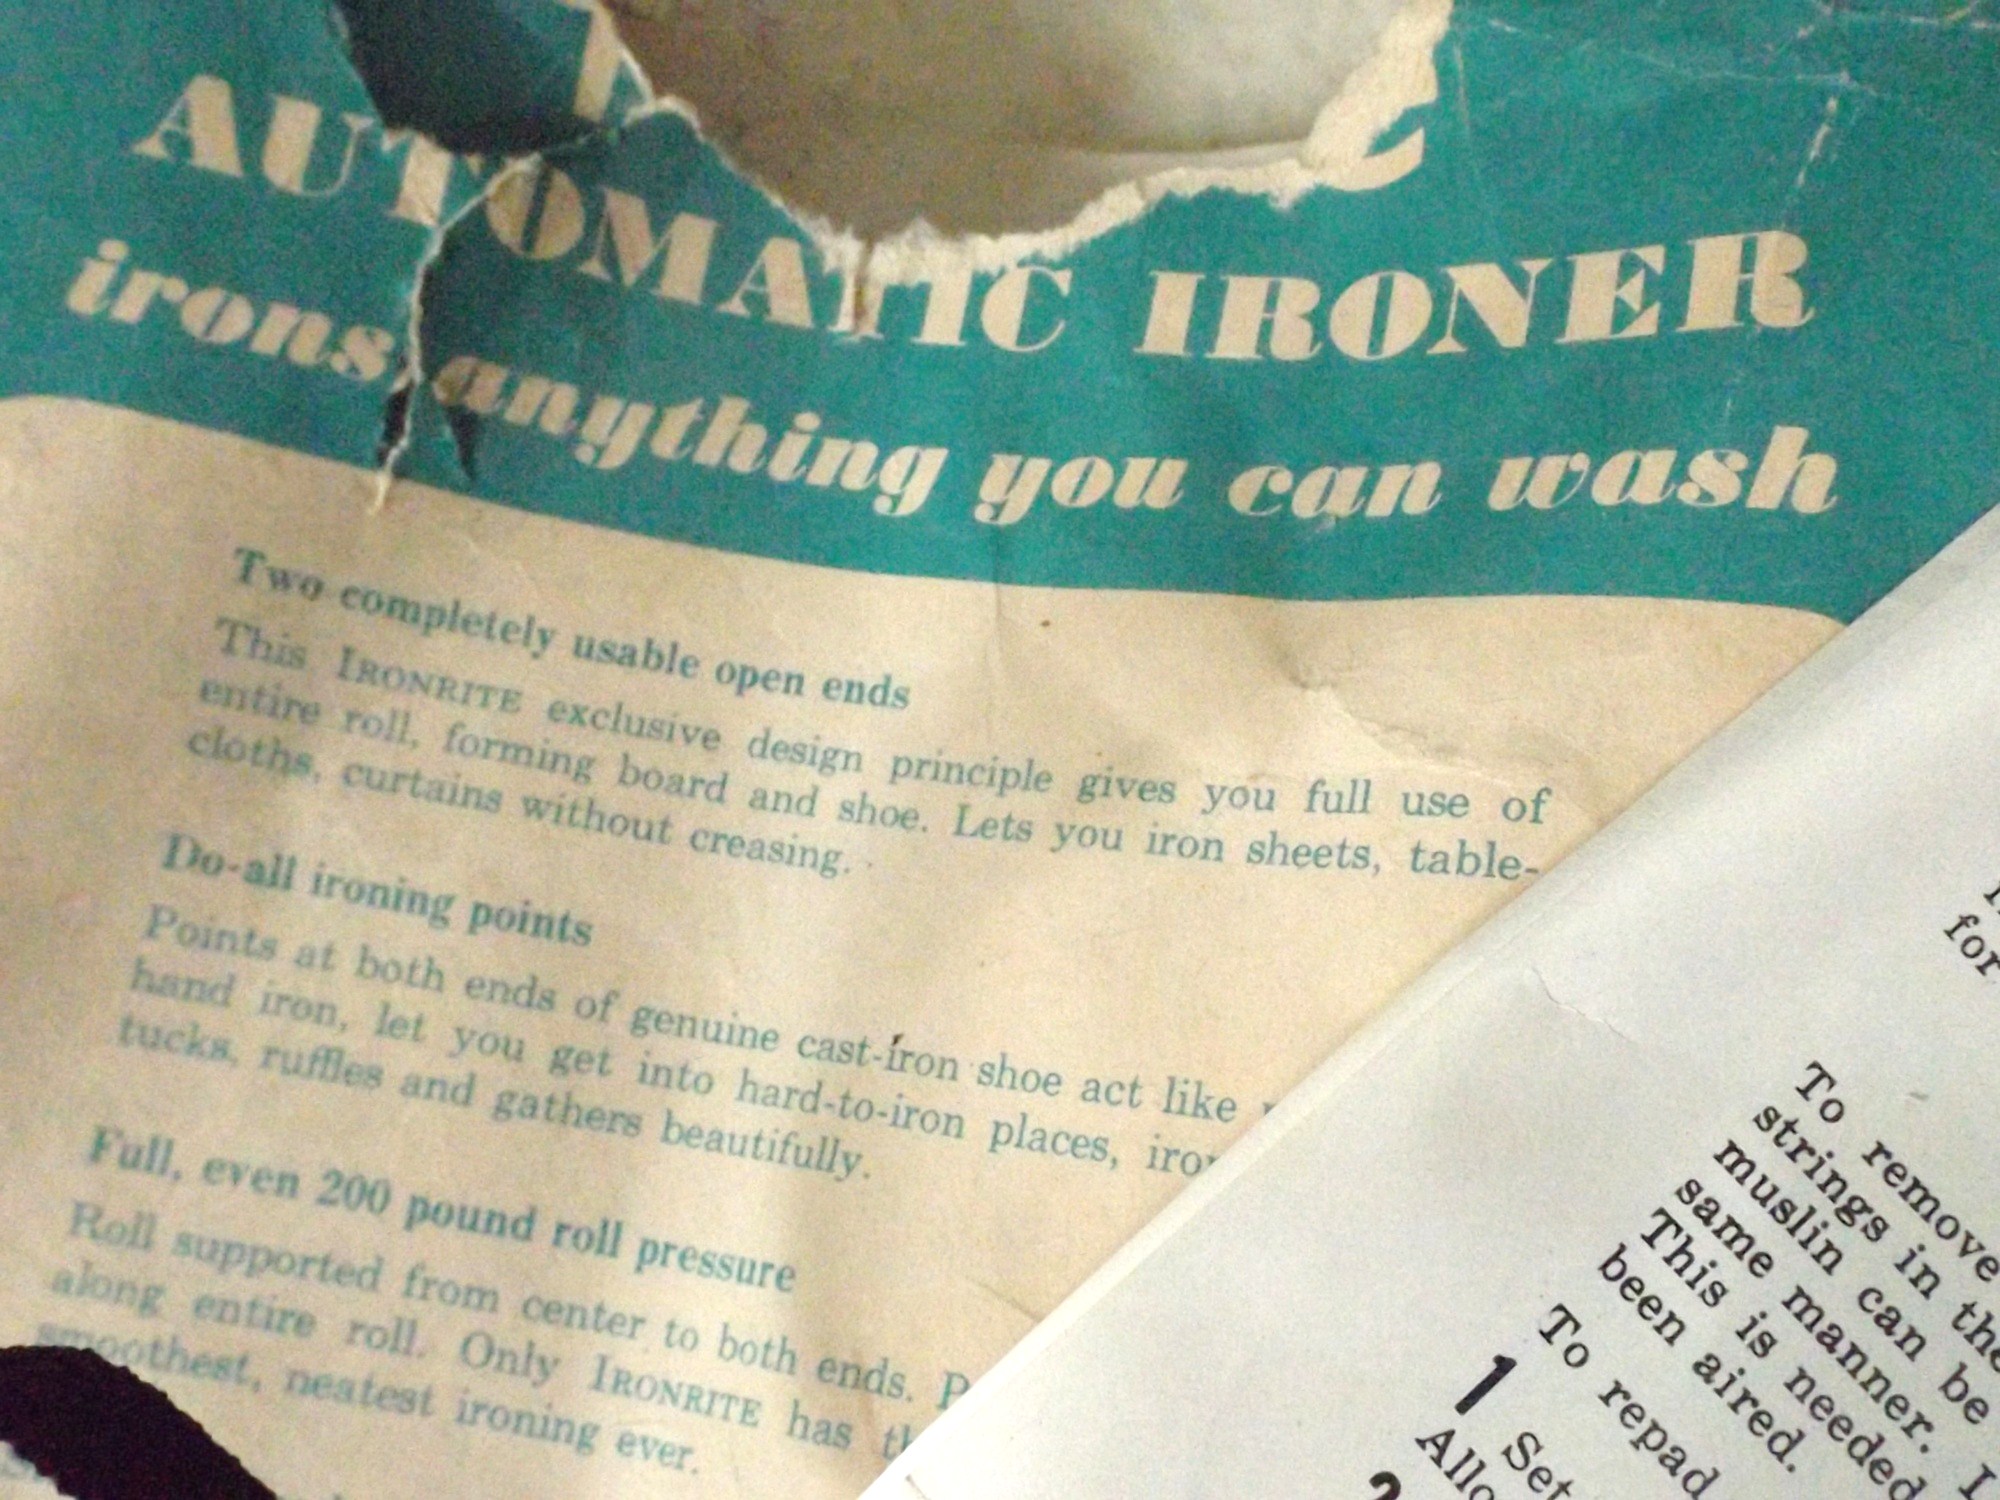 AUTOMATIC IRONER
irons anything you can wash
Two completely usable open ends
This IRONRITE exclusive design principle gives you full use of
entire roll, forming board and shoe. Lets you iron sheets, table-
cloths, curtains without creasing.
Do-all ironing points
Points at both ends of genuine cast-iron shoe act like
hand iron, let you get into hard-to-iron places,
tucks, ruffles and gathers beautifully.
Full, even 200 pound roll pressure
Roll supported from center to both ends.
along entire roll. Only IRONRITE has
smoothest, neatest ironing ever.
for
To remove
strings in the
muslin can be
same manner. I
This is needed
been aired.
To repad
1 Set
Allo
2